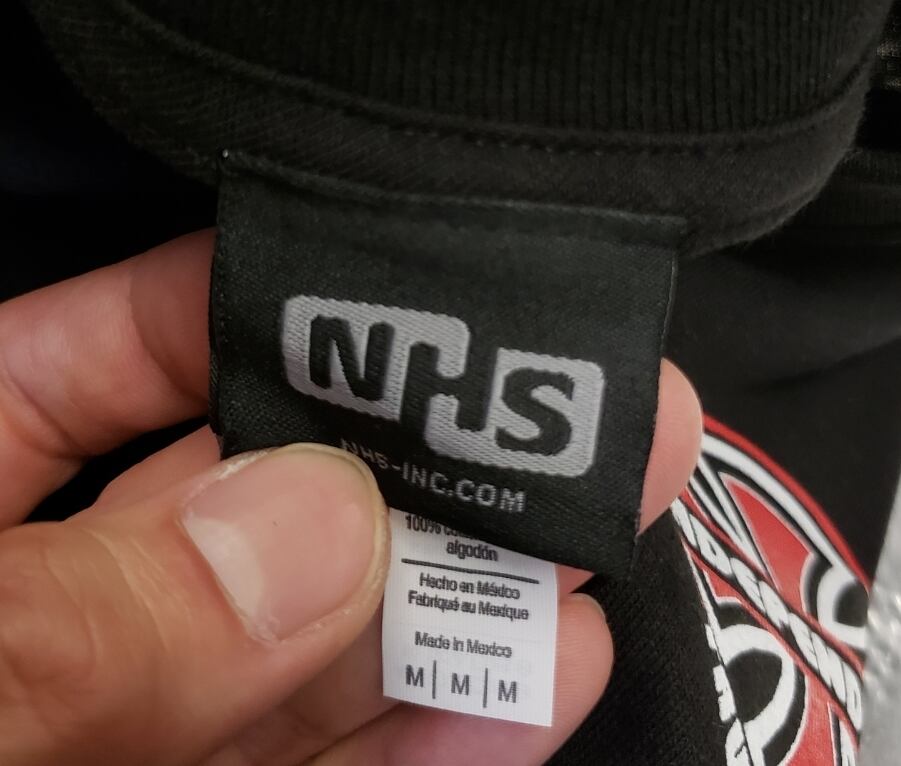 NHS
NHS-INC.COM
100%
algodón
Hecho en México
Fabriqué au Mexique
Made in Mexico
M | M | M